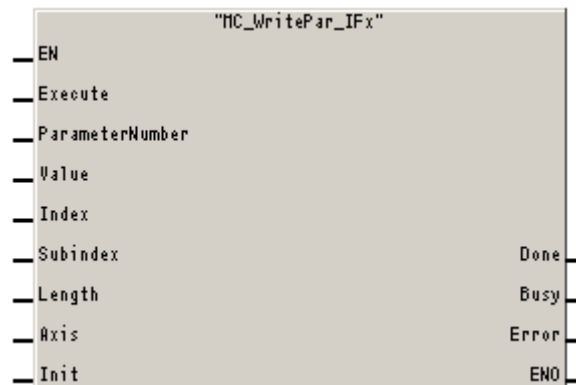 "MC_WritePar_IFx"
EN
Execute
ParameterNumber
Value
Index
Subindex Done
Length Busy
Axis Error
Init ENO